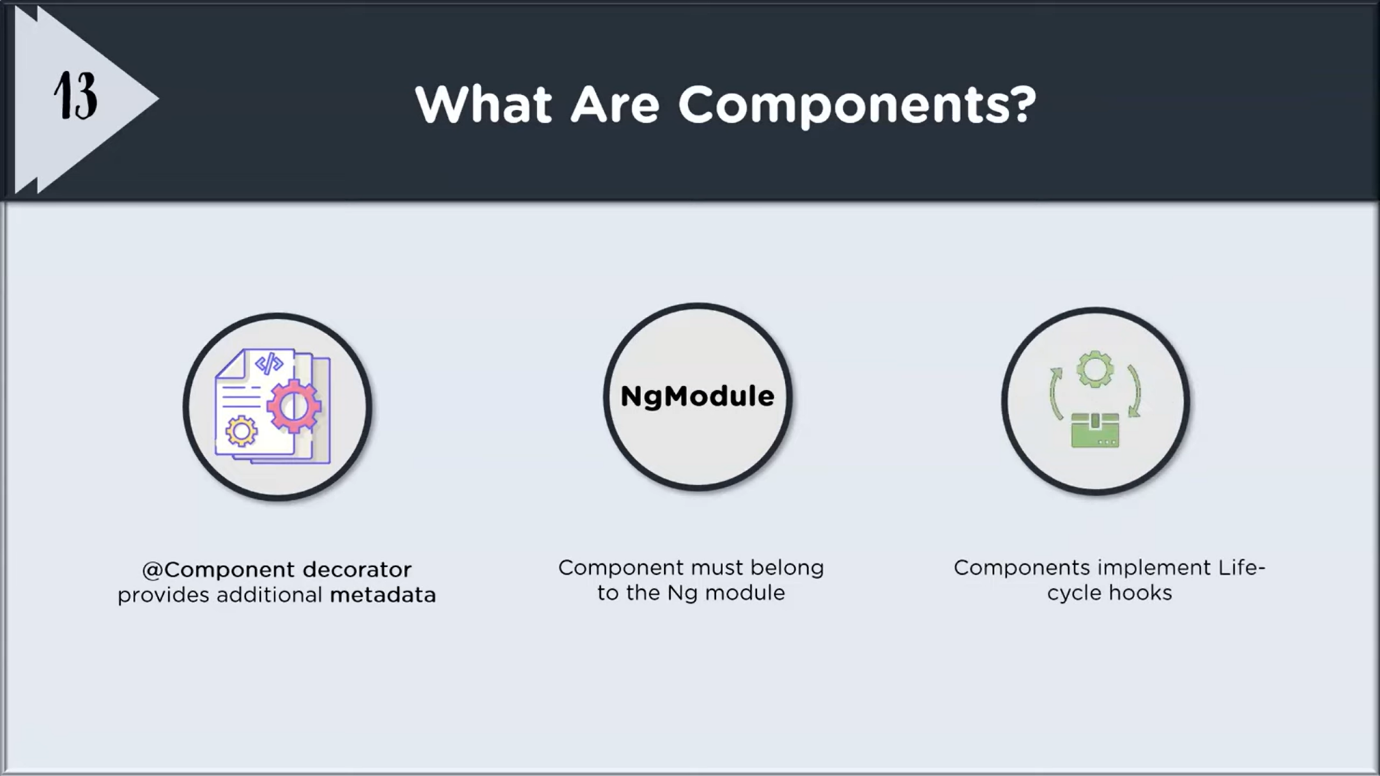 13
What Are Components?
</>
NgModule
@Component decorator
provides additional metadata
Component must belong
to the Ng module
Components implement Life-
cycle hooks